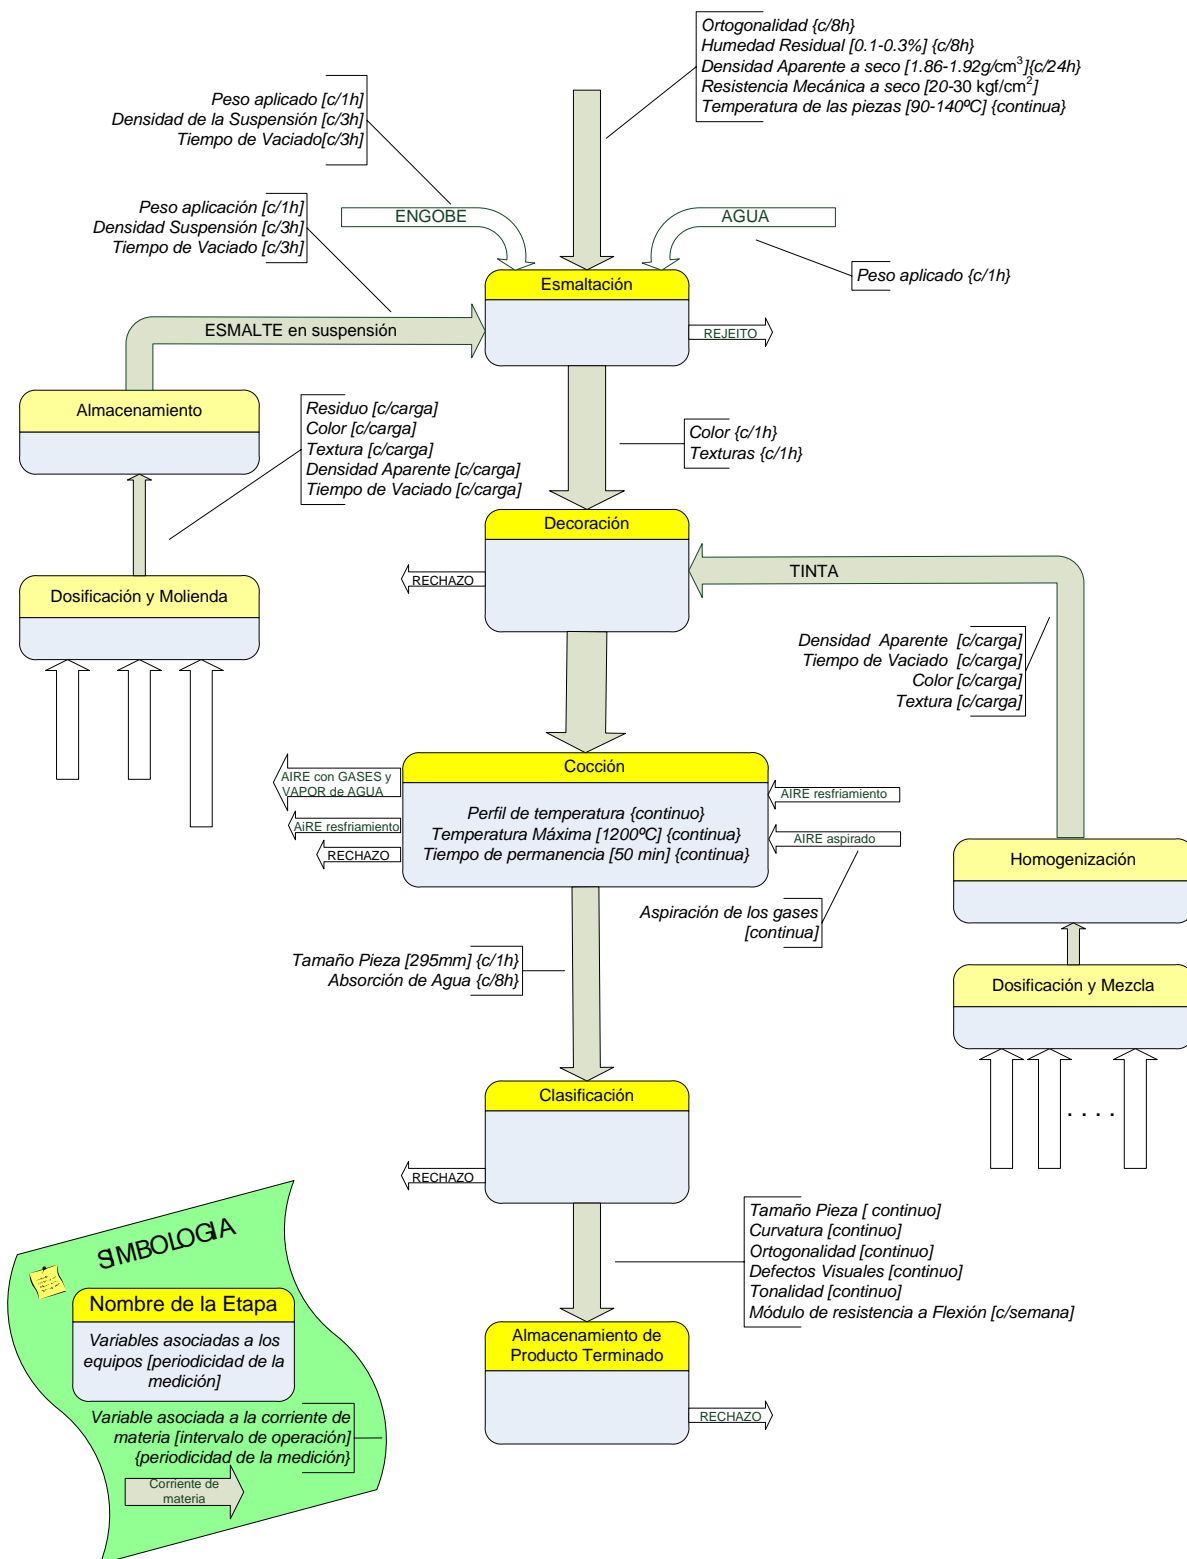 Ortogonalidad {c/8h}
Humedad Residual [0.1-0.3%] {c/8h}
Densidad Aparente a seco [1.86-1.92g/cm³]{c/24h}
Resistencia Mecánica a seco [20-30 kgf/cm²]
Temperatura de las piezas [90-140ºC] {continua}
Peso aplicado [c/1h]
Densidad de la Suspensión [c/3h]
Tiempo de Vaciado[c/3h]
Peso aplicación [c/1h]
Densidad Suspensión [c/3h]
Tiempo de Vaciado [c/3h]
ENGOBE
AGUA
Peso aplicado {c/1h}
Esmaltación
ESMALTE en suspensión
REJEITO
Almacenamiento
Residuo [c/carga]
Color [c/carga]
Textura [c/carga]
Densidad Aparente [c/carga]
Tiempo de Vaciado [c/carga]
Color {c/1h}
Texturas {c/1h}
Decoración
RECHAZO
TINTA
Dosificación y Molienda
Densidad Aparente [c/carga]
Tiempo de Vaciado [c/carga]
Color [c/carga]
Textura [c/carga]
Cocción
AIRE con GASES y
VAPOR de AGUA
AiRE resfriamiento
RECHAZO
Perfil de temperatura {continuo}
Temperatura Máxima [1200ºC] {continua}
Tiempo de permanencia [50 min] {continua}
AIRE resfriamiento
AIRE aspirado
Homogenización
Aspiración de los gases
[continua]
Tamaño Pieza [295mm] {c/1h}
Absorción de Agua {c/8h}
Dosificación y Mezcla
. . . .
Clasificación
RECHAZO
Tamaño Pieza [ continuo]
Curvatura [continuo]
Ortogonalidad [continuo]
Defectos Visuales [continuo]
Tonalidad [continuo]
Módulo de resistencia a Flexión [c/semana]
Almacenamiento de
Producto Terminado
RECHAZO
SIMBOLOGIA
Nombre de la Etapa
Variables asociadas a los
equipos [periodicidad de la
medición]
Variable asociada a la corriente de
materia [intervalo de operación]
{periodicidad de la medición}
Corriente de
materia